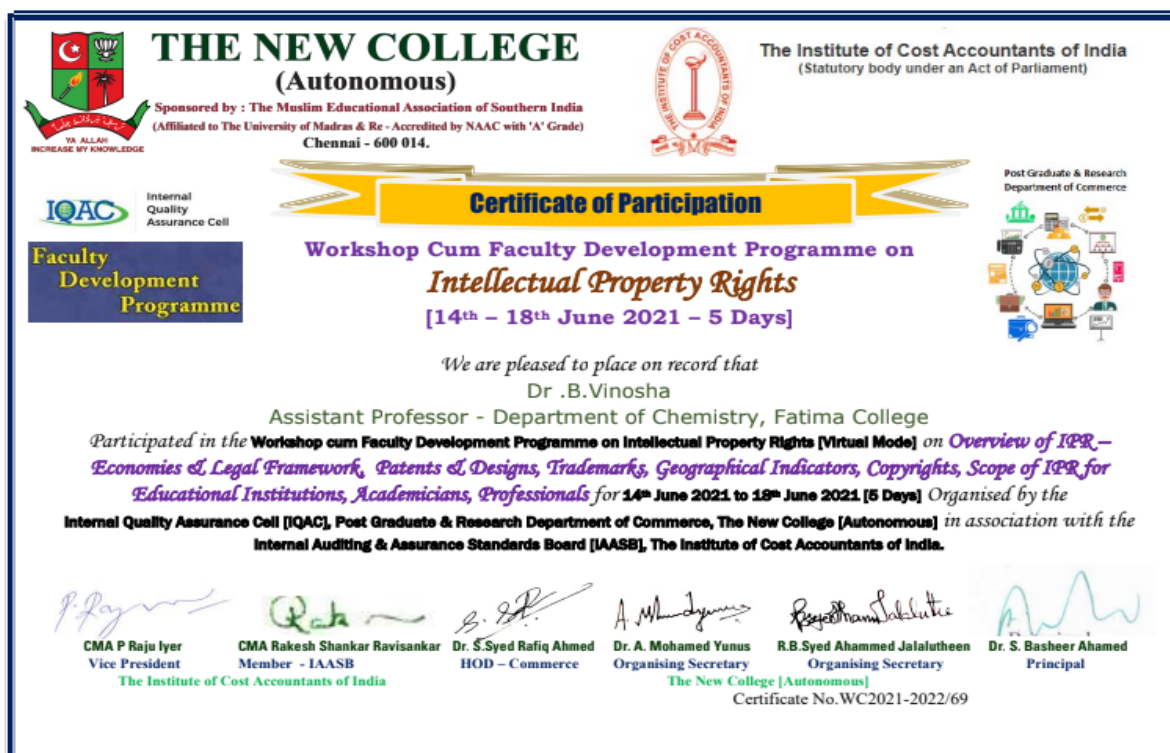 THE NEW COLLEGE
(Autonomous)
Sponsored by : The Muslim Educational Association of Southern India
(Affiliated to The University of Madras & Re - Accredited by NAAC with 'A' Grade)
Chennai - 600 014.
YA ALLAH
INCREASE MY KNOWLEDGE
THE INSTITUTE OF COST ACCOUNTANTS OF INDIA
The Institute of Cost Accountants of India
(Statutory body under an Act of Parliament)
IQAC
Internal
Quality
Assurance Cell
Certificate of Participation
Post Graduate & Research
Department of Commerce
Faculty
Development
Programme
Workshop Cum Faculty Development Programme on
Intellectual Property Rights
[14th – 18th June 2021 – 5 Days]
We are pleased to place on record that
Dr .B.Vinosha
Assistant Professor - Department of Chemistry, Fatima College
Participated in the Workshop cum Faculty Development Programme on Intellectual Property Rights [Virtual Mode] on Overview of IPR –
Economies & Legal Framework, Patents & Designs, Trademarks, Geographical Indicators, Copyrights, Scope of IPR for
Educational Institutions, Academicians, Professionals for 14th June 2021 to 18th June 2021 [5 Days] Organised by the
Internal Quality Assurance Cell [IQAC], Post Graduate & Research Department of Commerce, The New College [Autonomous] in association with the
Internal Auditing & Assurance Standards Board [IAASB], The Institute of Cost Accountants of India.
CMA P Raju Iyer CMA Rakesh Shankar Ravisankar Dr. S.Syed Rafiq Ahmed Dr. A. Mohamed Yunus R.B.Syed Ahammed Jalalutheen Dr. S. Basheer Ahamed
Vice President Member - IAASB HOD – Commerce Organising Secretary Organising Secretary Principal
The Institute of Cost Accountants of India The New College [Autonomous]
Certificate No.WC2021-2022/69